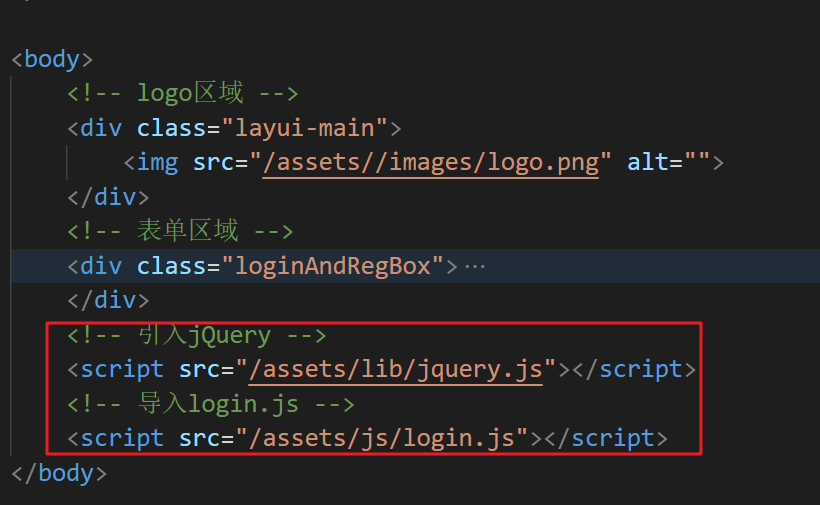 <body>
<!-- logo区域 -->
<div class="layui-main">
<img src="/assets//images/logo.png" alt="">
</div>
<!-- 表单区域 -->
<div class="loginAndRegBox">…
</div>
<!-- 引入jQuery -->
<script src="/assets/lib/jquery.js"></script>
<!-- 导入login.js -->
<script src="/assets/js/login.js"></script>
</body>